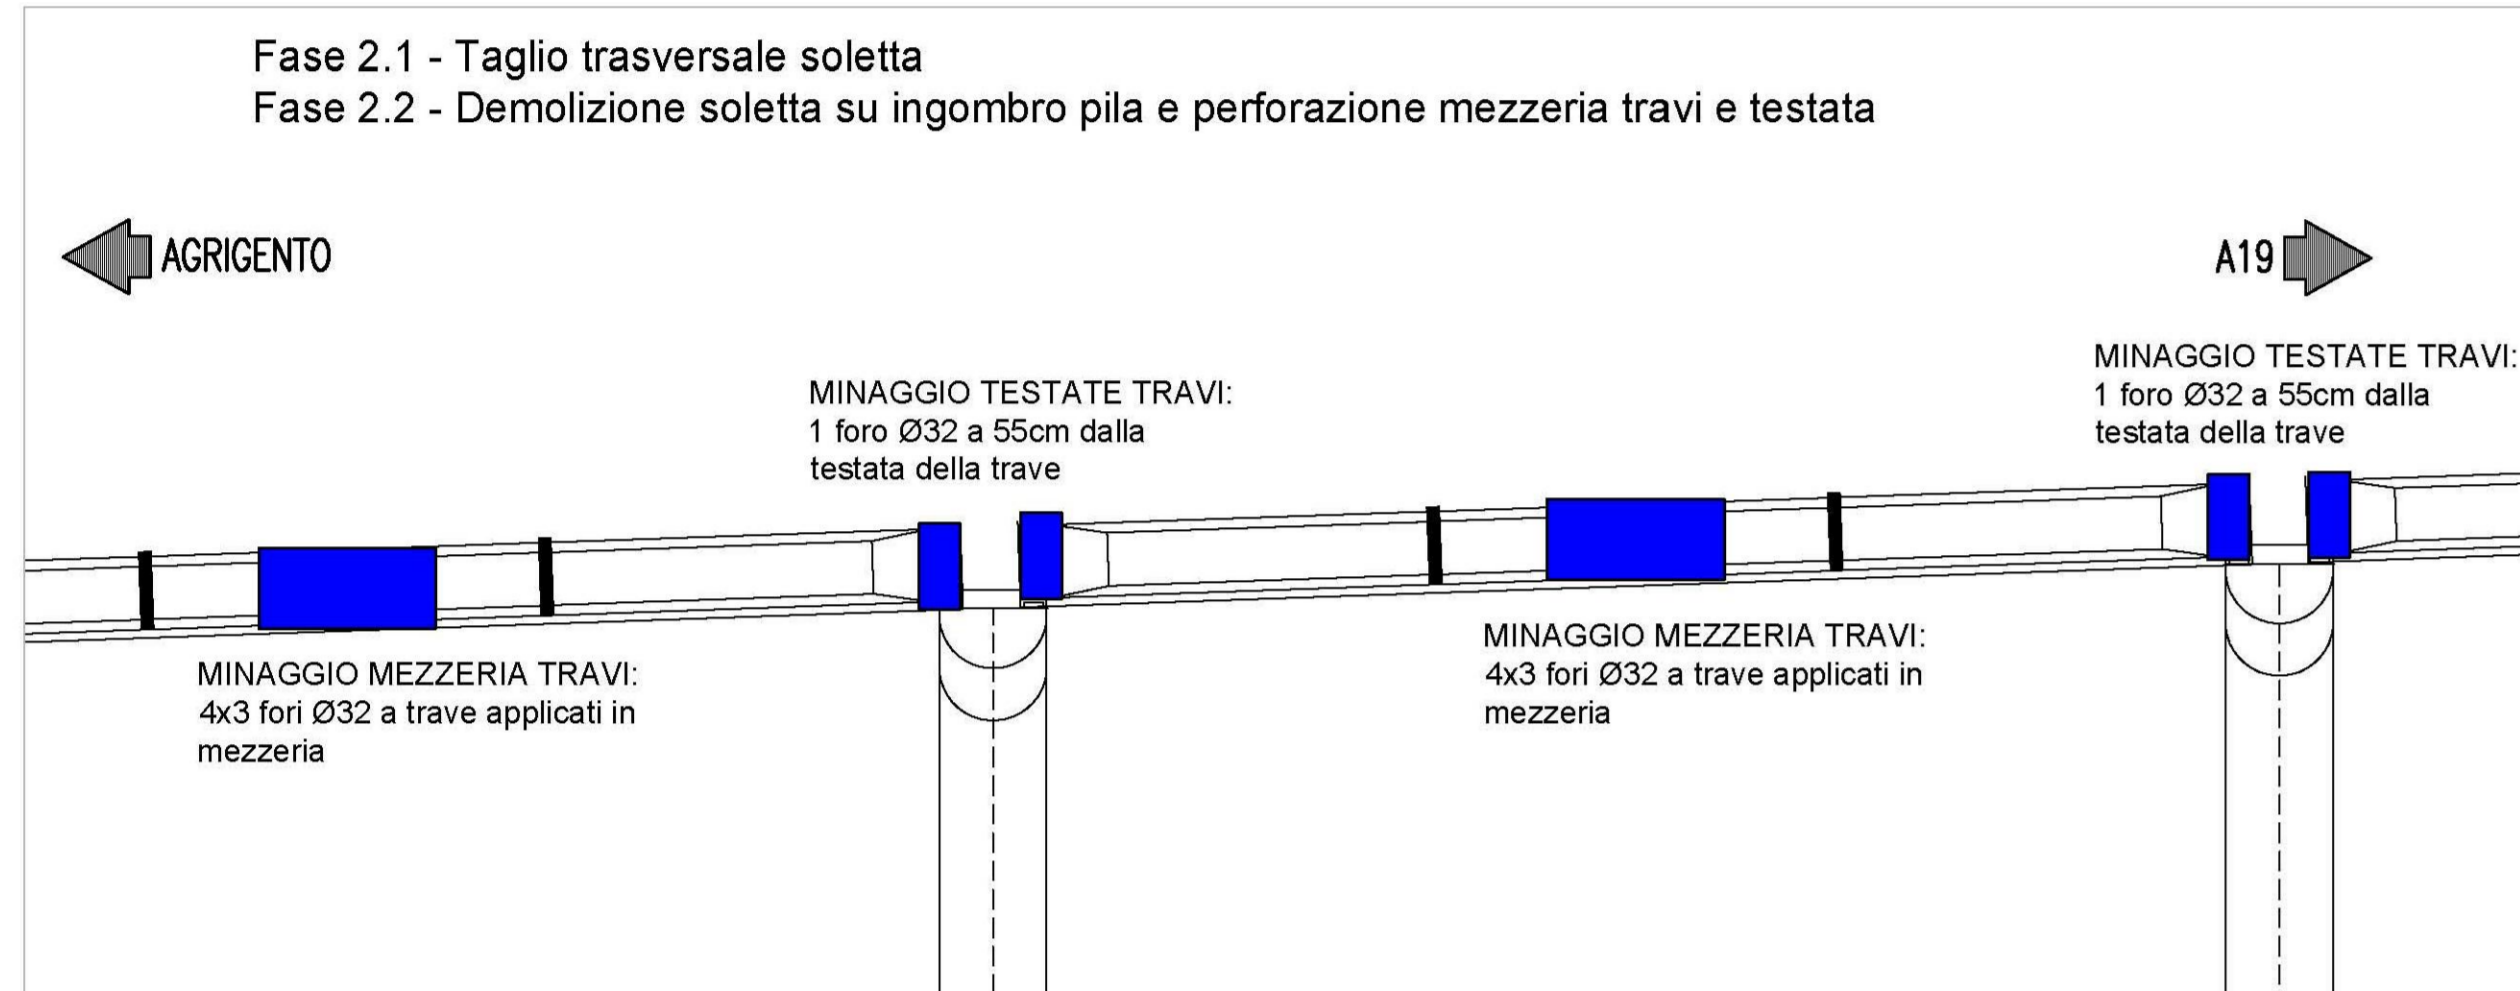 Fase 2.1 - Taglio trasversale soletta
Fase 2.2 - Demolizione soletta su ingombro pila e perforazione mezzeria travi e testata
AGRIGENTO
A19
MINAGGIO TESTATE TRAVI:
1 foro Ø32 a 55cm dalla
testata della trave
MINAGGIO TESTATE TRAVI:
1 foro Ø32 a 55cm dalla
testata della trave
MINAGGIO MEZZERIA TRAVI:
4x3 fori Ø32 a trave applicati in
mezzeria
MINAGGIO MEZZERIA TRAVI:
4x3 fori Ø32 a trave applicati in
mezzeria